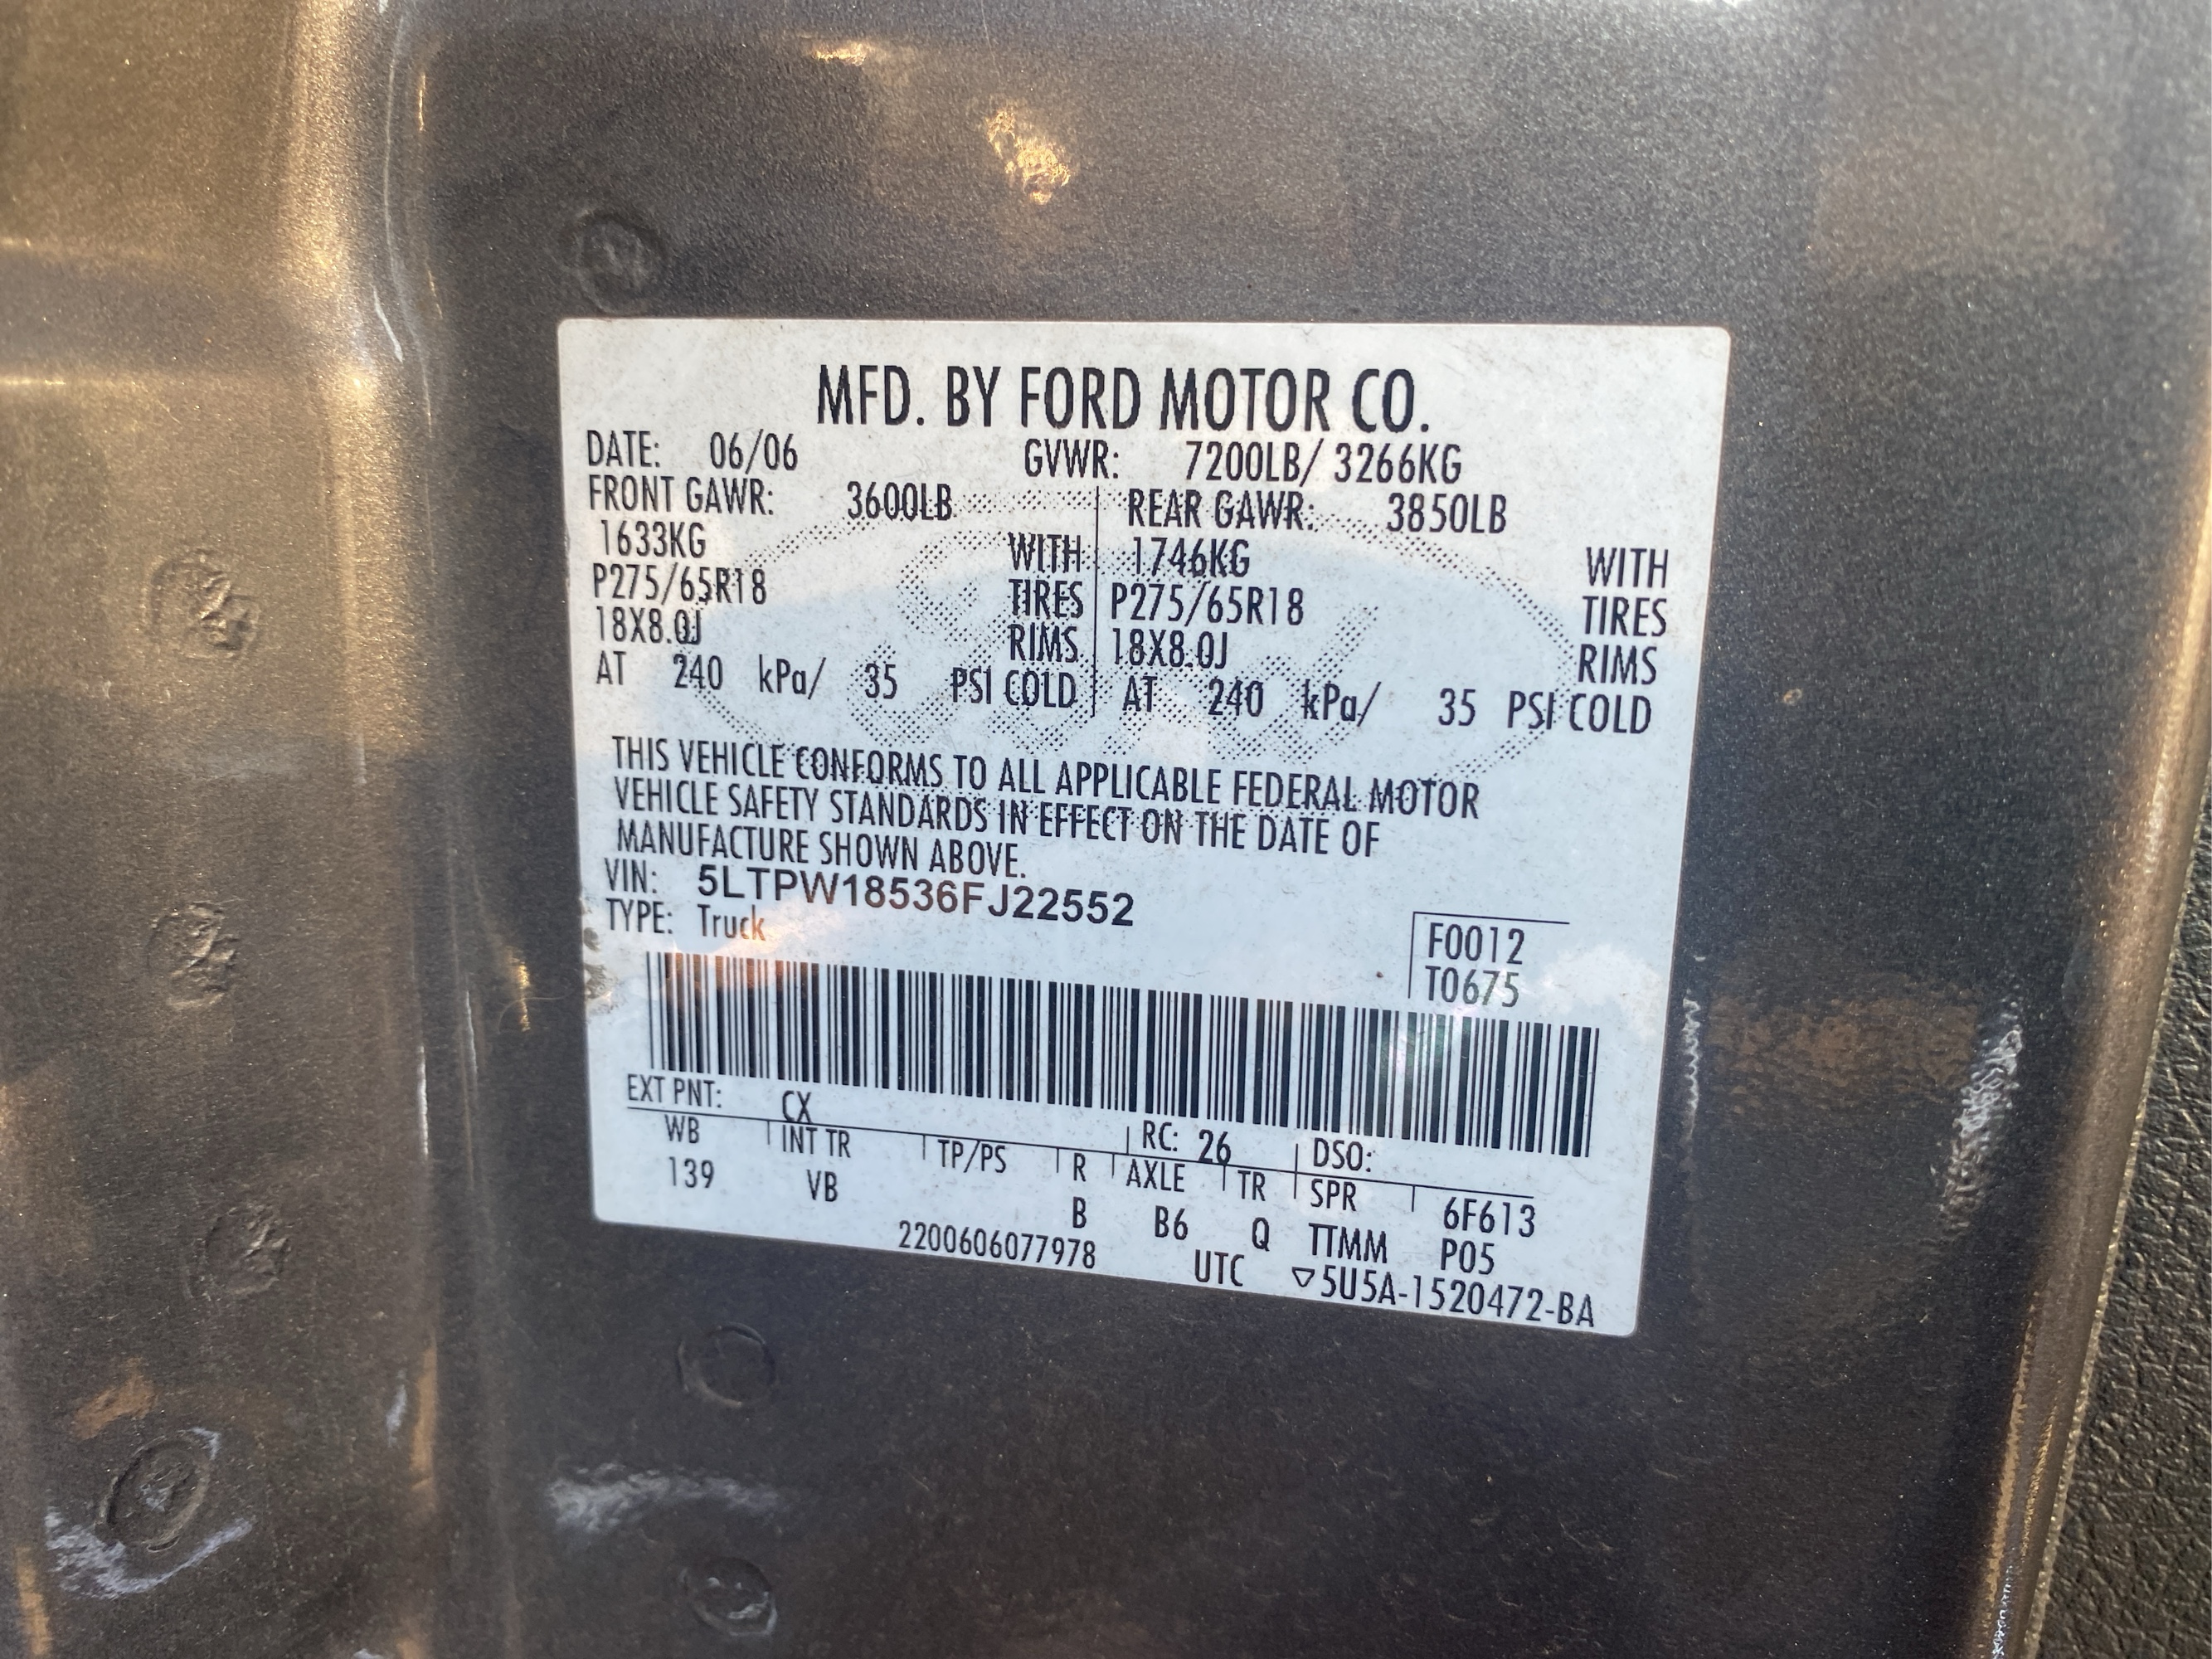 MFD. BY FORD MOTOR CO.
DATE: 06/06 GVWR: 7200LB/ 3266KG
FRONT GAWR: 3600LB REAR GAWR: 3850LB
1633KG WITH 1746KG WITH
P275/65R18 TIRES P275/65R18 TIRES
18X8.0J RIMS 18X8.0J RIMS
AT 240 kPa/ 35 PSI COLD AT 240 kPa/ 35 PSI COLD
THIS VEHICLE CONFORMS TO ALL APPLICABLE FEDERAL MOTOR
VEHICLE SAFETY STANDARDS IN EFFECT ON THE DATE OF
MANUFACTURE SHOWN ABOVE.
VIN: 5LTPW18536FJ22552
TYPE: Truck
F0012
T0675
EXT PNT: CX RC: 26 DSO:
WB INT TR TP/PS R AXLE TR SPR 6F613
139 VB B B6 Q TTMM P05
2200606077978 UTC ▽5U5A-1520472-BA